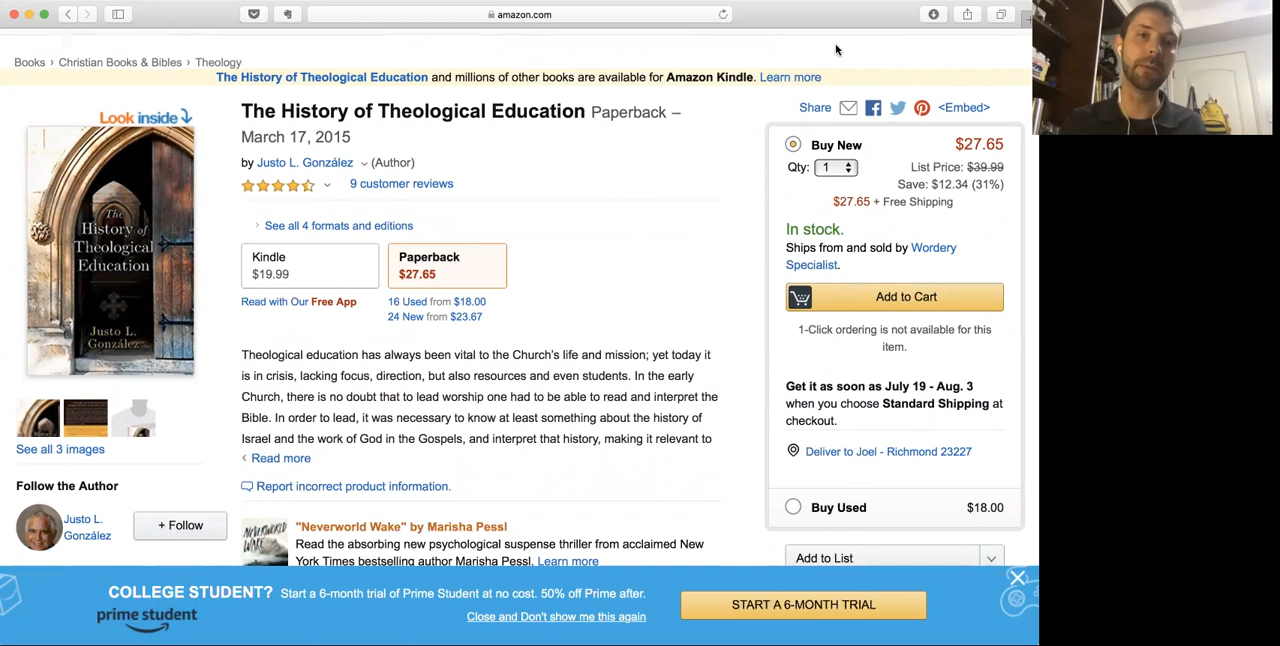 amazon.com
Books › Christian Books & Bibles › Theology
The History of Theological Education and millions of other books are available for Amazon Kindle. Learn more
Look inside
The
History of
Theological
Education
Justo L.
González
See all 3 images
Follow the Author
Justo L.
González
+ Follow
The History of Theological Education Paperback –
March 17, 2015
by Justo L. González (Author)
9 customer reviews
See all 4 formats and editions
Kindle
$19.99
Paperback
$27.65
Read with Our Free App
16 Used from $18.00
24 New from $23.67
Theological education has always been vital to the Church's life and mission; yet today it
is in crisis, lacking focus, direction, but also resources and even students. In the early
Church, there is no doubt that to lead worship one had to be able to read and interpret the
Bible. In order to lead, it was necessary to know at least something about the history of
Israel and the work of God in the Gospels, and interpret that history, making it relevant to
Read more
Report incorrect product information.
NEVERWORLD WAKE
"Neverworld Wake" by Marisha Pessl
Read the absorbing new psychological suspense thriller from acclaimed New
York Times bestselling author Marisha Pessl. Learn more
Share <Embed>
Buy New $27.65
Qty: 1 List Price: $39.99
Save: $12.34 (31%)
$27.65 + Free Shipping
In stock.
Ships from and sold by Wordery
Specialist.
Add to Cart
1-Click ordering is not available for this
item.
Get it as soon as July 19 - Aug. 3
when you choose Standard Shipping at
checkout.
Deliver to Joel - Richmond 23227
Buy Used $18.00
Add to List
COLLEGE STUDENT? Start a 6-month trial of Prime Student at no cost. 50% off Prime after.
prime student
Close and Don't show me this again
START A 6-MONTH TRIAL